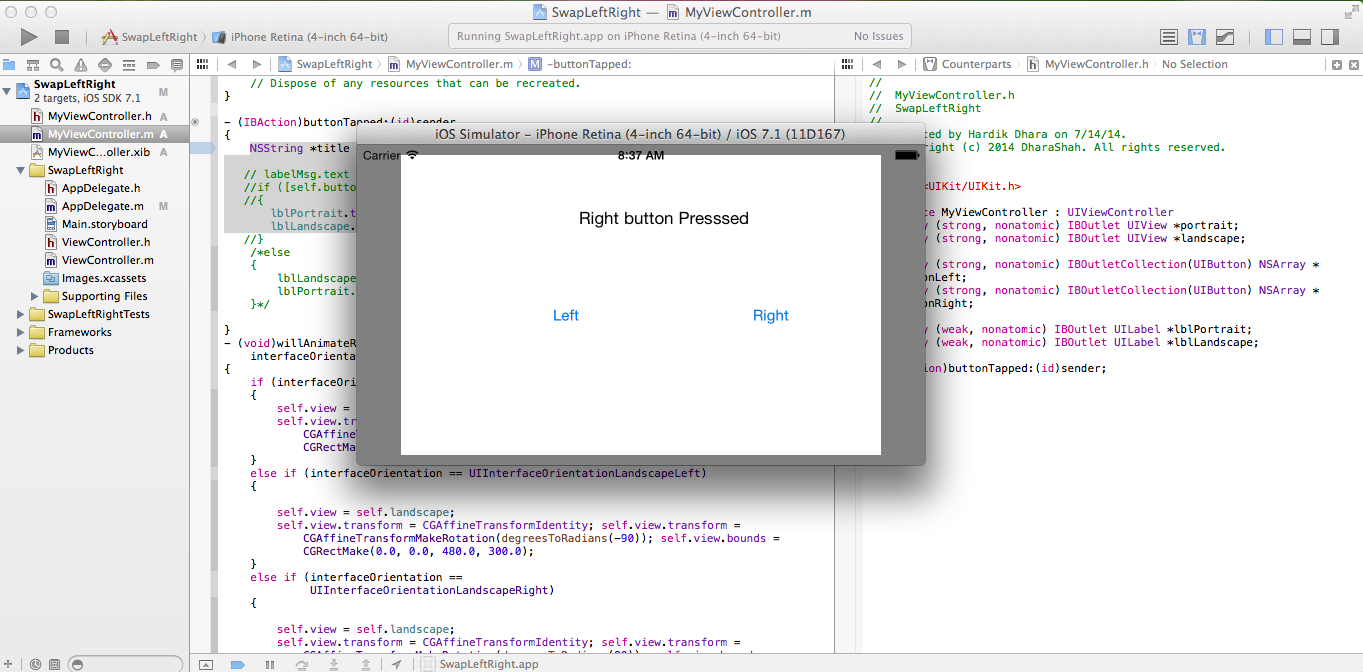 SwapLeftRight — MyViewController.m
SwapLeftRight iPhone Retina (4-inch 64-bit)
Running SwapLeftRight.app on iPhone Retina (4-inch 64-bit) No Issues
SwapLeftRight MyViewController.m -buttonTapped:
Counterparts MyViewController.h No Selection
SwapLeftRight
2 targets, iOS SDK 7.1 M
MyViewController.h A
MyViewController.m A
MyViewC...oller.xib A
SwapLeftRight
AppDelegate.h
AppDelegate.m M
Main.storyboard
ViewController.h
ViewController.m
Images.xcassets
Supporting Files
SwapLeftRightTests
Frameworks
Products
// Dispose of any resources that can be recreated.
}
- (IBAction)buttonTapped:(id)sender
{
NSString *title
// labelMsg.text
//if ([self.butto
//{
lblPortrait.t
lblLandscape.
//}
/*else
{
lblLandscape
lblPortrait.
}*/
}
- (void)willAnimateR
interfaceOrienta
{
if (interfaceOri
{
self.view =
self.view.tr
CGAffine
CGRectMa
}
else if (interfaceOrientation == UIInterfaceOrientationLandscapeLeft)
{
self.view = self.landscape;
self.view.transform = CGAffineTransformIdentity; self.view.transform =
CGAffineTransformMakeRotation(degreesToRadians(-90)); self.view.bounds =
CGRectMake(0.0, 0.0, 480.0, 300.0);
}
else if (interfaceOrientation ==
UIInterfaceOrientationLandscapeRight)
{
self.view = self.landscape;
self.view.transform = CGAffineTransformIdentity; self.view.transform =
iOS Simulator - iPhone Retina (4-inch 64-bit) / iOS 7.1 (11D167)
Carrier 8:37 AM
Right button Presssed
Left Right
//
// MyViewController.h
// SwapLeftRight
//
ted by Hardik Dhara on 7/14/14.
right (c) 2014 DharaShah. All rights reserved.
<UIKit/UIKit.h>
ce MyViewController : UIViewController
y (strong, nonatomic) IBOutlet UIView *portrait;
y (strong, nonatomic) IBOutlet UIView *landscape;
y (strong, nonatomic) IBOutletCollection(UIButton) NSArray *
onLeft;
y (strong, nonatomic) IBOutletCollection(UIButton) NSArray *
onRight;
y (weak, nonatomic) IBOutlet UILabel *lblPortrait;
y (weak, nonatomic) IBOutlet UILabel *lblLandscape;
ion)buttonTapped:(id)sender;
SwapLeftRight.app